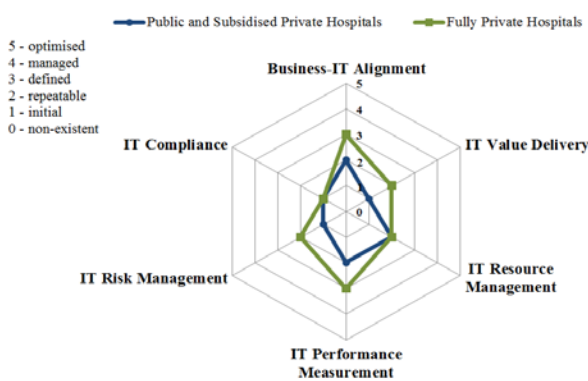 Public and Subsidised Private Hospitals
Fully Private Hospitals
5 - optimised
4 - managed
3 - defined
2 - repeatable
1 - initial
0 - non-existent
Business-IT Alignment
5
4
3
2
1
0
IT Compliance
IT Value Delivery
IT Risk Management
IT Resource
Management
IT Performance
Measurement